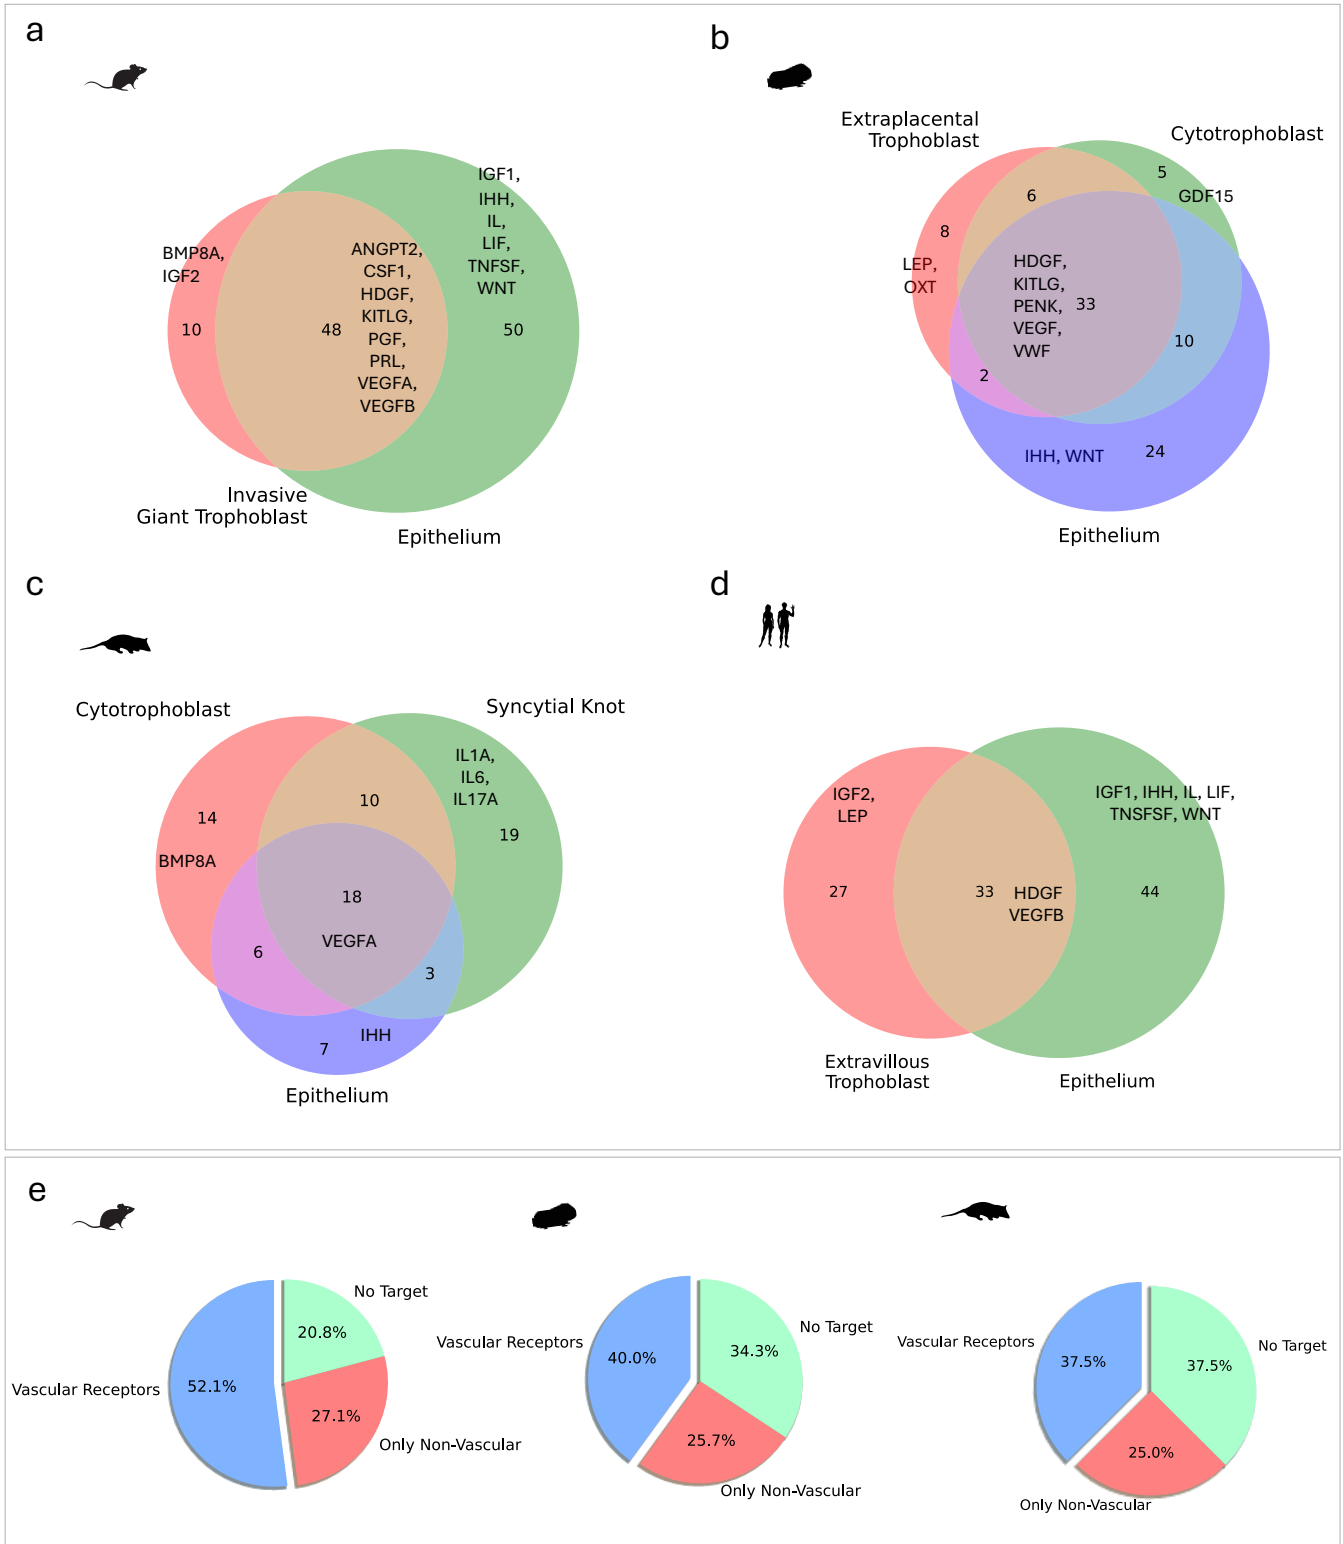 a
IGF1,
IHH,
IL,
LIF,
TNFSF,
WNT
BMP8A,
IGF2
ANGPT2,
CSF1,
HDGF,
KITLG,
PGF,
PRL,
VEGFA,
VEGFB
10
48
50
Invasive
Giant Trophoblast
Epithelium
b
Extraplacental
Trophoblast
Cytotrophoblast
5
GDF15
6
8
LEP,
OXT
HDGF,
KITLG,
PENK,
VEGF,
VWF
33
10
2
IHH, WNT
24
Epithelium
c
Cytotrophoblast
Syncytial Knot
IL1A,
IL6,
IL17A
10
14
19
BMP8A
18
VEGFA
6
3
IHH
7
Epithelium
d
IGF2,
LEP
IGF1, IHH, IL, LIF,
TNSFSF, WNT
27
33
HDGF
VEGFB
44
Extravillous
Trophoblast
Epithelium
e
No Target
20.8%
Vascular Receptors
52.1%
27.1%
Only Non-Vascular
Vascular Receptors
40.0%
No Target
34.3%
25.7%
Only Non-Vascular
Vascular Receptors
37.5%
No Target
37.5%
25.0%
Only Non-Vascular